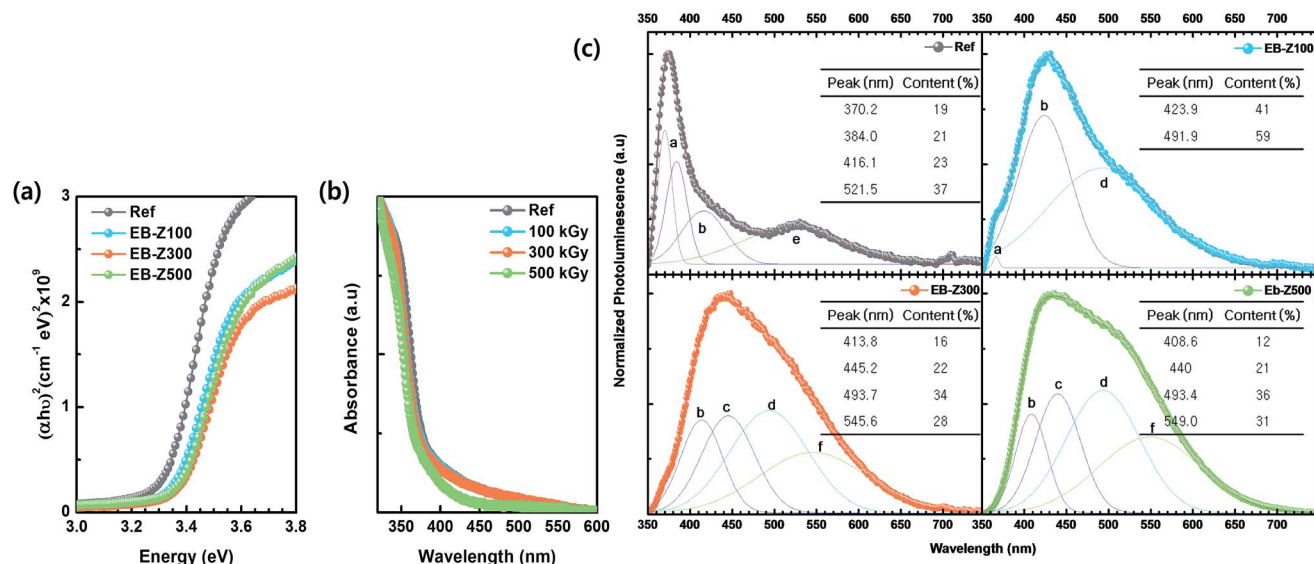 (a)
(αhυ)²(cm⁻¹ eV)²x10⁹
3
2
1
0
Ref
EB-Z100
EB-Z300
EB-Z500
3.0 3.2 3.4 3.6 3.8
Energy (eV)
(b)
Absorbance (a.u)
Ref
100 kGy
300 kGy
500 kGy
350 400 450 500 550 600
Wavelength (nm)
(c)
Normalized Photoluminescence (a.u)
350 400 450 500 550 600 650 700
400 450 500 550 600 650 700
Ref
Peak (nm) Content (%)
370.2 19
384.0 21
416.1 23
521.5 37
a
b
e
EB-Z100
Peak (nm) Content (%)
423.9 41
491.9 59
a
b
d
EB-Z300
Peak (nm) Content (%)
413.8 16
445.2 22
493.7 34
545.6 28
b
c
d
f
Eb-Z500
Peak (nm) Content (%)
408.6 12
440 21
493.4 36
549.0 31
b
c
d
f
350 400 450 500 550 600 650 700
350 400 450 500 550 600 650 700
Wavelength (nm)